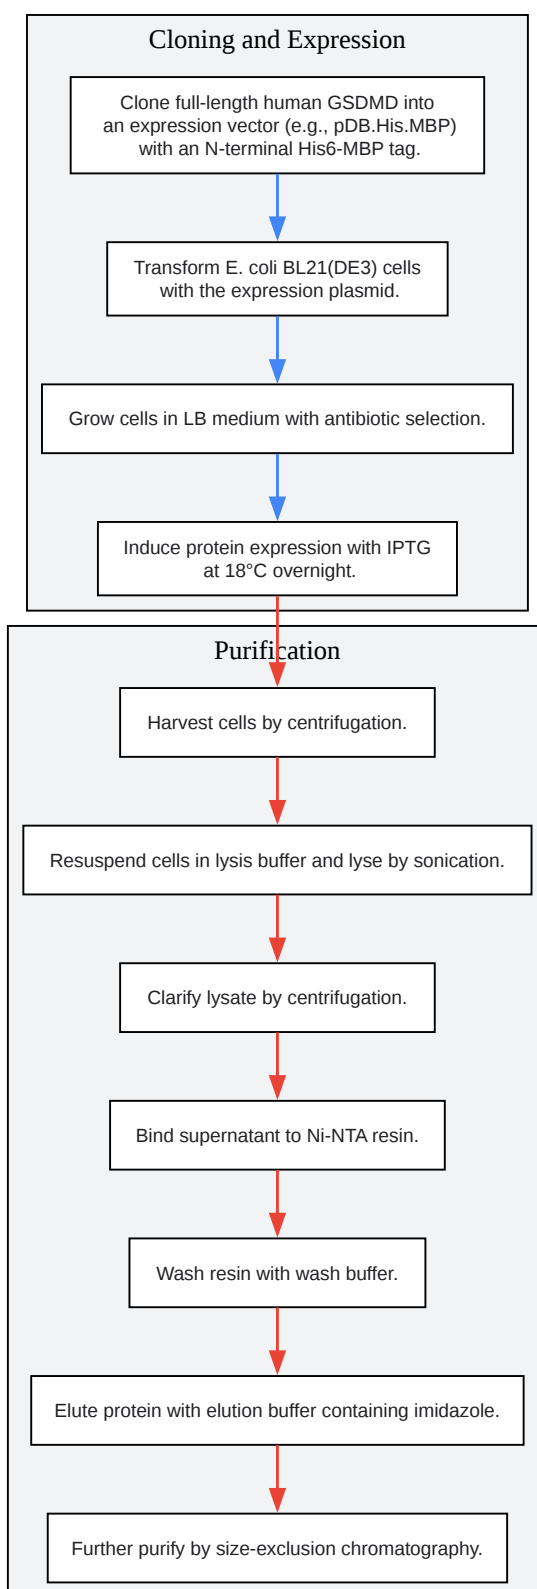 Cloning and Expression
Clone full-length human GSDMD into
an expression vector (e.g., pDB.His.MBP)
with an N-terminal His6-MBP tag.
Transform E. coli BL21(DE3) cells
with the expression plasmid.
Grow cells in LB medium with antibiotic selection.
Induce protein expression with IPTG
at 18°C overnight.
Purification
Harvest cells by centrifugation.
Resuspend cells in lysis buffer and lyse by sonication.
Clarify lysate by centrifugation.
Bind supernatant to Ni-NTA resin.
Wash resin with wash buffer.
Elute protein with elution buffer containing imidazole.
Further purify by size-exclusion chromatography.